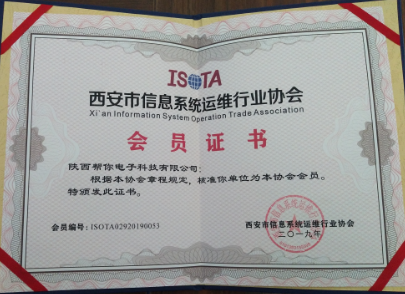 ISOTA
西安市信息系统运维行业协会
Xi'an Information System Operation Trade Association
会员证书
陕西帮你电子科技有限公司：
根据本协会章程规定，核准你单位为本协会会员。
特颁发此证书。
会员编号：ISOTA02920190053
西安市信息系统运维行业协会
二〇一九年